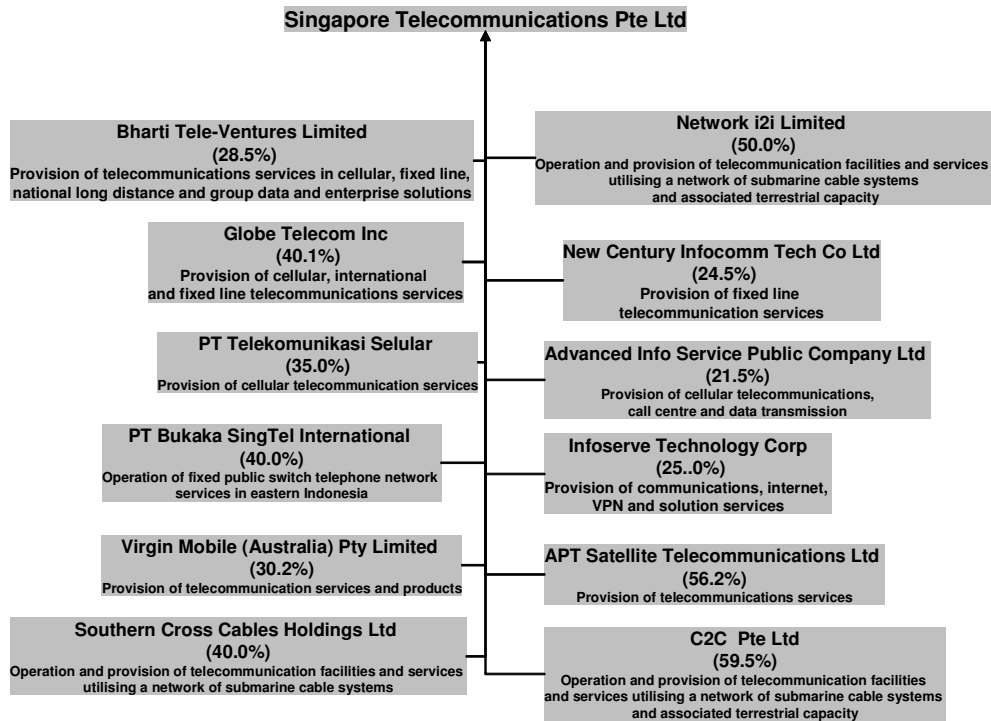 Singapore Telecommunications Pte Ltd
Bharti Tele-Ventures Limited
(28.5%)
Provision of telecommunications services in cellular, fixed line,
national long distance and group data and enterprise solutions
Network i2i Limited
(50.0%)
Operation and provision of telecommunication facilities and services
utilising a network of submarine cable systems
and associated terrestrial capacity
Globe Telecom Inc
(40.1%)
Provision of cellular, international
and fixed line telecommunications services
New Century Infocomm Tech Co Ltd
(24.5%)
Provision of fixed line
telecommunication services
PT Telekomunikasi Selular
(35.0%)
Provision of cellular telecommunication services
Advanced Info Service Public Company Ltd
(21.5%)
Provision of cellular telecommunications,
call centre and data transmission
PT Bukaka SingTel International
(40.0%)
Operation of fixed public switch telephone network
services in eastern Indonesia
Infoserve Technology Corp
(25..0%)
Provision of communications, internet,
VPN and solution services
Virgin Mobile (Australia) Pty Limited
(30.2%)
Provision of telecommunication services and products
APT Satellite Telecommunications Ltd
(56.2%)
Provision of telecommunications services
Southern Cross Cables Holdings Ltd
(40.0%)
Operation and provision of telecommunication facilities and services
utilising a network of submarine cable systems
C2C Pte Ltd
(59.5%)
Operation and provision of telecommunication facilities
and services utilising a network of submarine cable systems
and associated terrestrial capacity